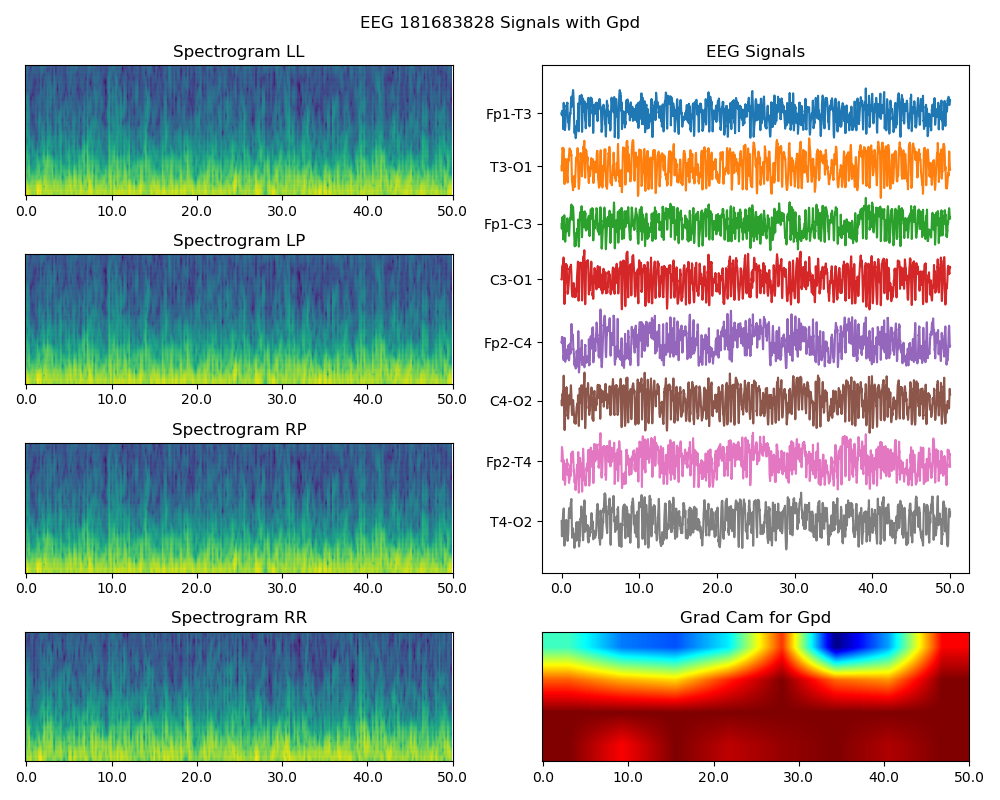 EEG 181683828 Signals with Gpd
Spectrogram LL
0.0 10.0 20.0 30.0 40.0 50.0
Spectrogram LP
0.0 10.0 20.0 30.0 40.0 50.0
Spectrogram RP
0.0 10.0 20.0 30.0 40.0 50.0
Spectrogram RR
0.0 10.0 20.0 30.0 40.0 50.0
EEG Signals
Fp1-T3
T3-O1
Fp1-C3
C3-O1
Fp2-C4
C4-O2
Fp2-T4
T4-O2
0.0 10.0 20.0 30.0 40.0 50.0
Grad Cam for Gpd
0.0 10.0 20.0 30.0 40.0 50.0